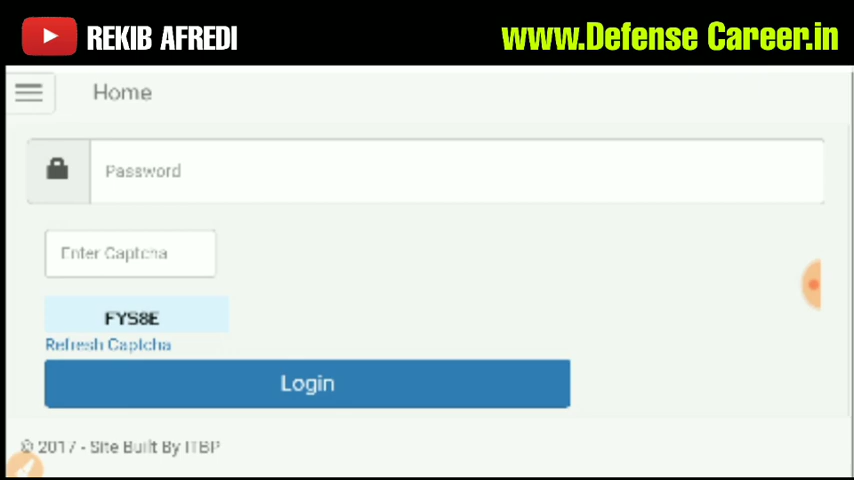 REKIB AFREDI
www.Defense Career.in
Home
Password
Enter Captcha
FYS8E
Refresh Captcha
Login
© 2017 - Site Built By ITBP